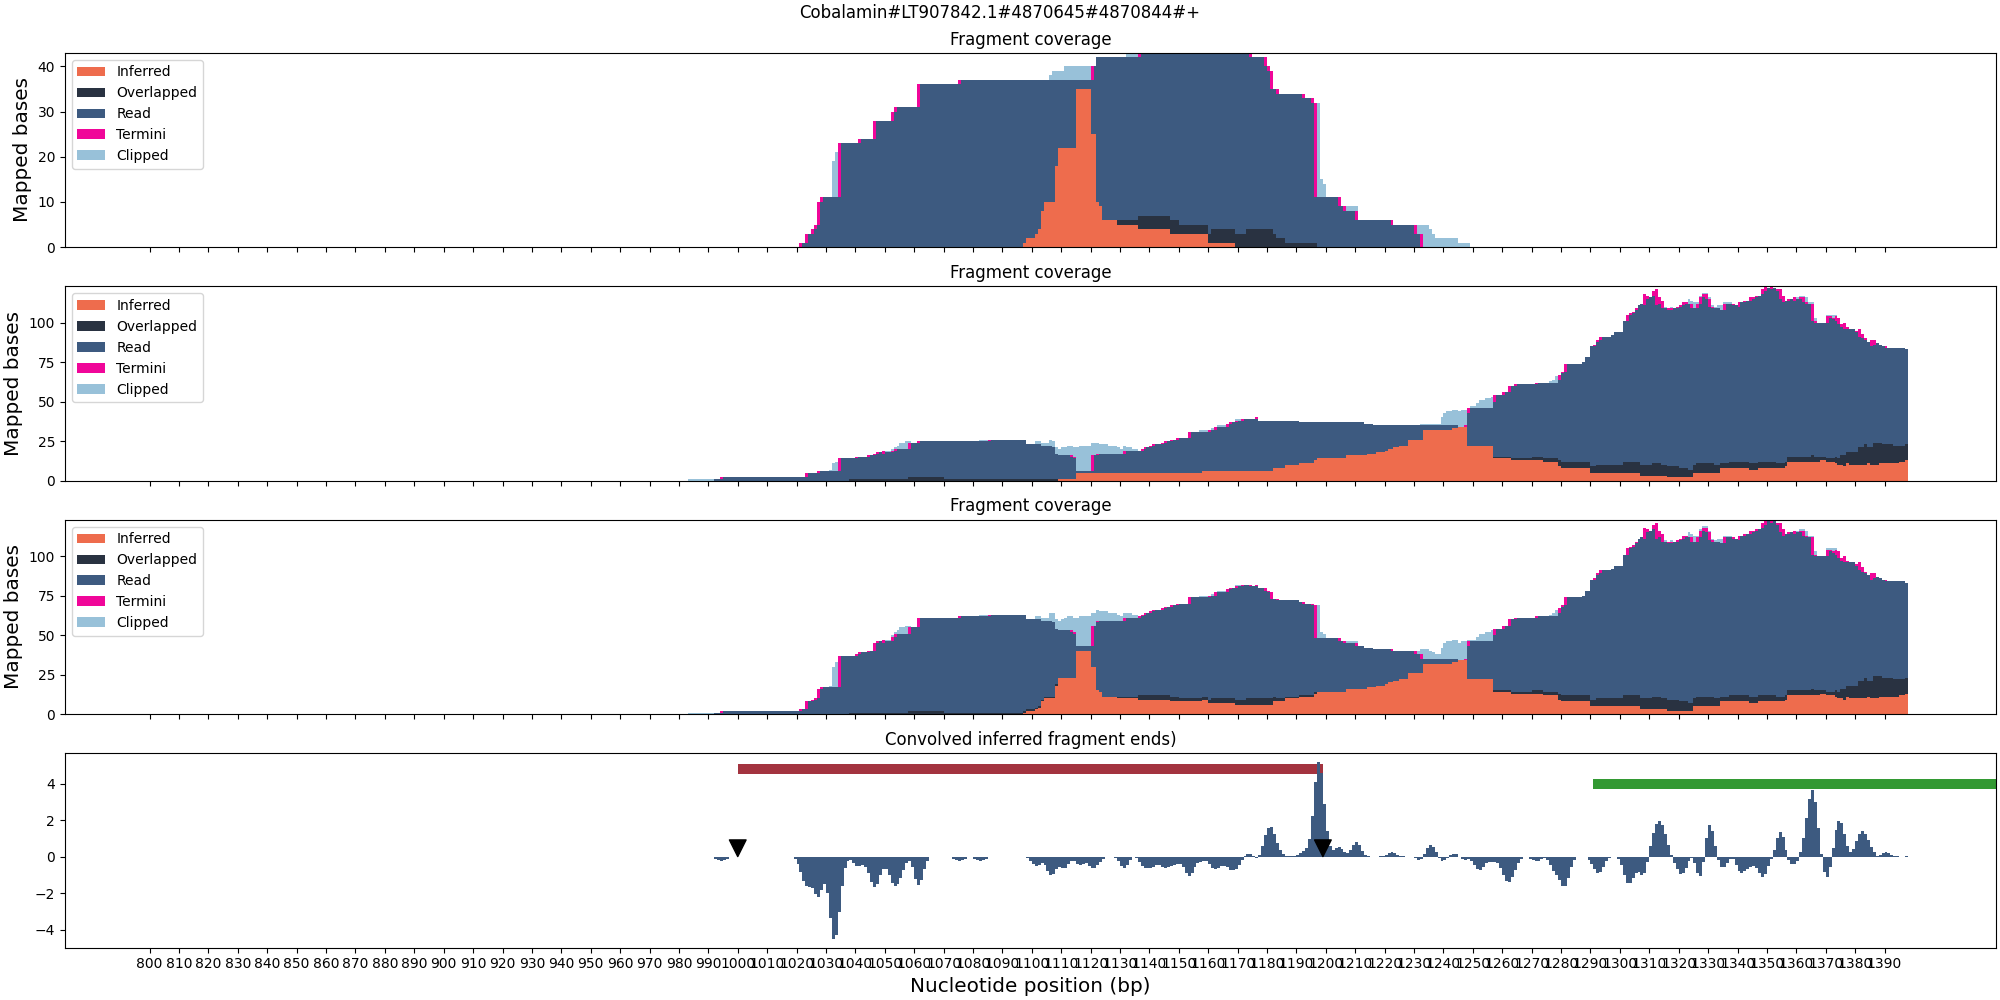 Cobalamin#LT907842.1#4870645#4870844#+
Fragment coverage
Mapped bases
40
30
20
10
0
Inferred
Overlapped
Read
Termini
Clipped
Fragment coverage
Mapped bases
100
75
50
25
0
Inferred
Overlapped
Read
Termini
Clipped
Fragment coverage
Mapped bases
100
75
50
25
0
Inferred
Overlapped
Read
Termini
Clipped
Convolved inferred fragment ends)
4
2
0
−2
−4
800 810 820 830 840 850 860 870 880 890 900 910 920 930 940 950 960 970 980 990 1000 1010 1020 1030 1040 1050 1060 1070 1080 1090 1100 1110 1120 1130 1140 1150 1160 1170 1180 1190 1200 1210 1220 1230 1240 1250 1260 1270 1280 1290 1300 1310 1320 1330 1340 1350 1360 1370 1380 1390
Nucleotide position (bp)